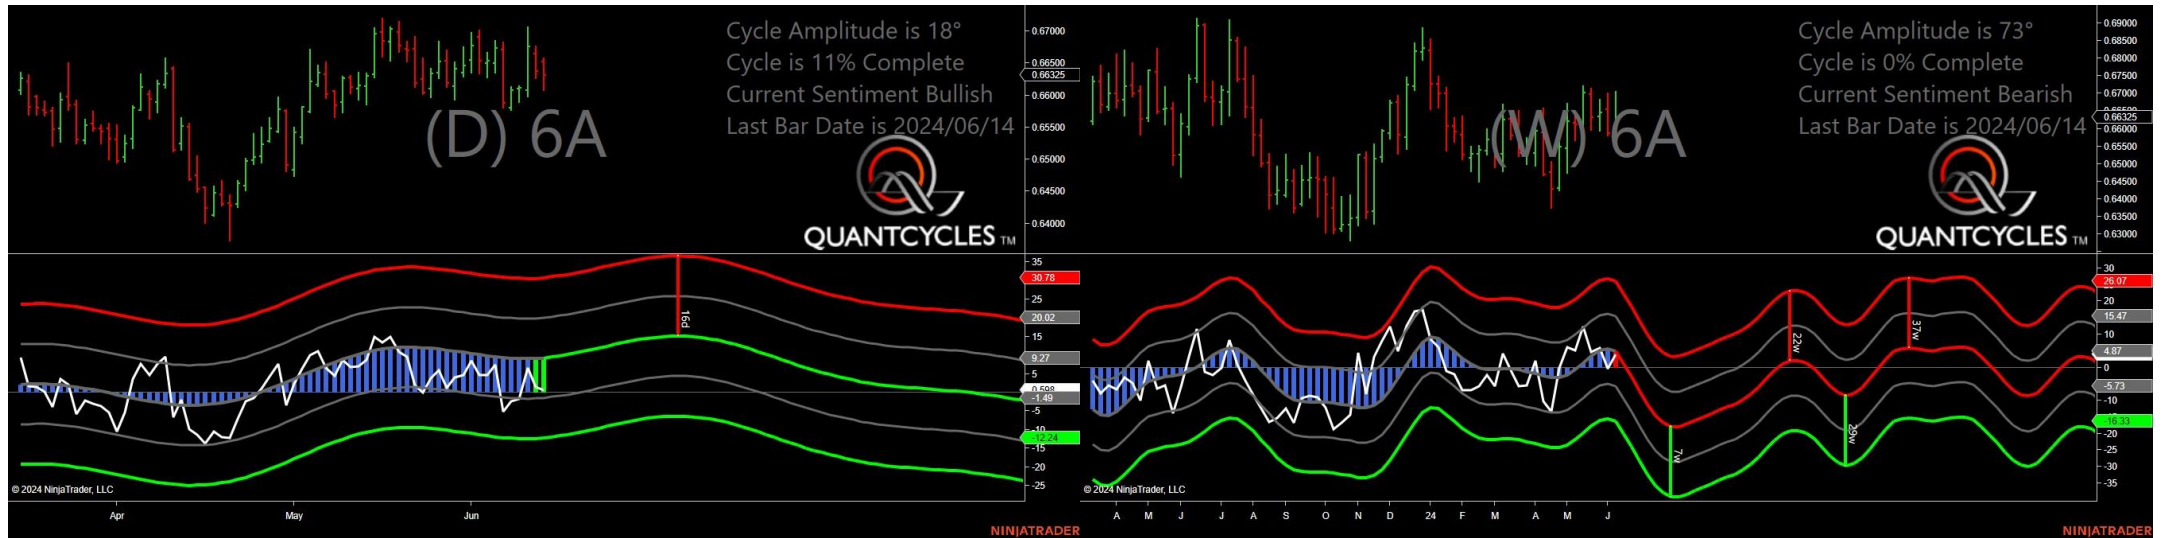 Cycle Amplitude is 18°
Cycle is 11% Complete
Current Sentiment Bullish
Last Bar Date is 2024/06/14
(D) 6A
QUANTCYCLES TM
0.67000
0.66500
0.66325
0.66000
0.65500
0.65000
0.64500
0.64000
35
30.78
25
20.02
15
9.27
5
0.598
-1.49
-5
-12.24
-15
-20
-25
16d
© 2024 NinjaTrader, LLC
Apr May Jun
NINJATRADER
Cycle Amplitude is 73°
Cycle is 0% Complete
Current Sentiment Bearish
Last Bar Date is 2024/06/14
(W) 6A
QUANTCYCLES TM
0.69000
0.68500
0.68000
0.67500
0.67000
0.66325
0.66000
0.65500
0.65000
0.64500
0.64000
0.63500
0.63000
30
26.07
20
15.47
10
4.87
0
-5.73
-10
-16.33
-20
-25
-30
-35
7w
22w
29w
37w
© 2024 NinjaTrader, LLC
A M J J A S O N D 24 F M A M J
NINJATRADER